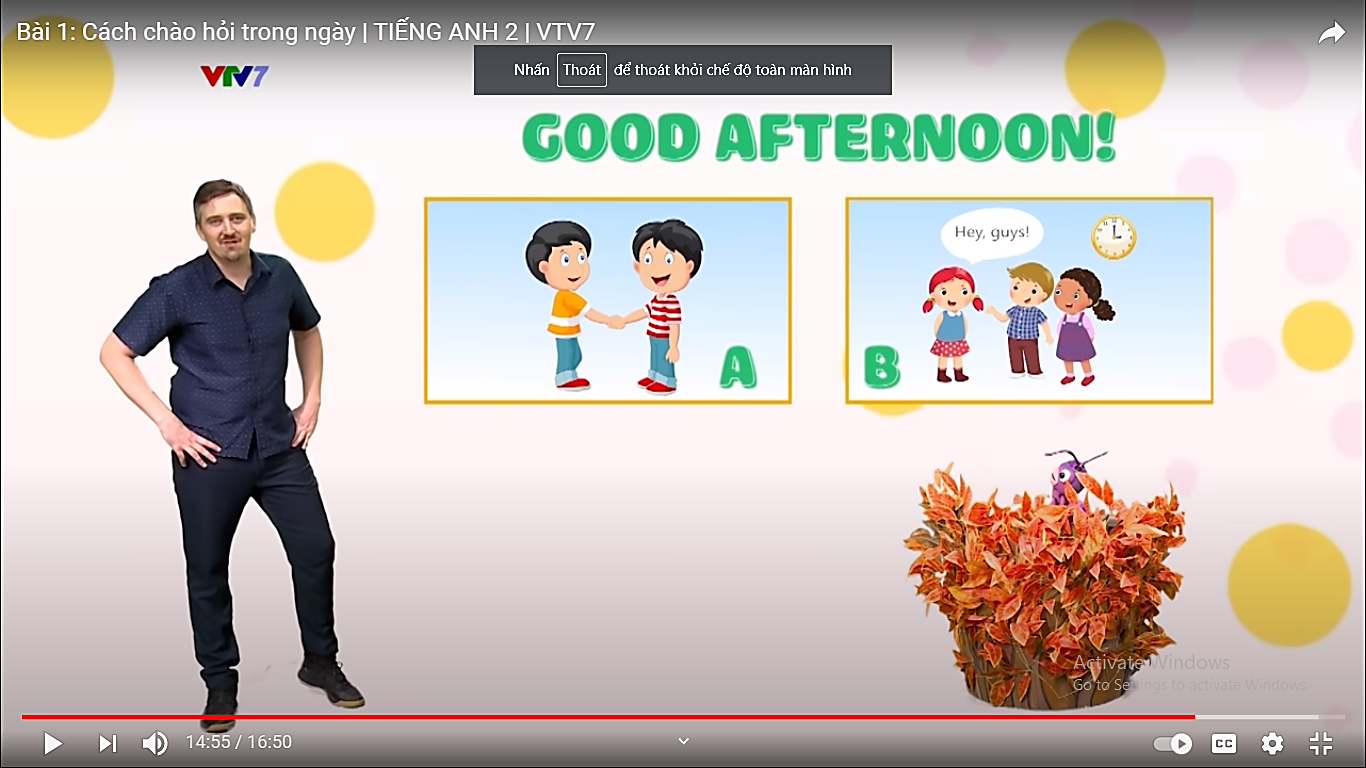 Bài 1: Cách chào hỏi trong ngày | TIẾNG ANH 2 | VTV7
VTV7
Nhấn Thoát để thoát khỏi chế độ toàn màn hình
GOOD AFTERNOON!
Hey, guys!
A
B
Activate Windows
Go to Settings to activate Windows.
14:55 / 16:50
CC